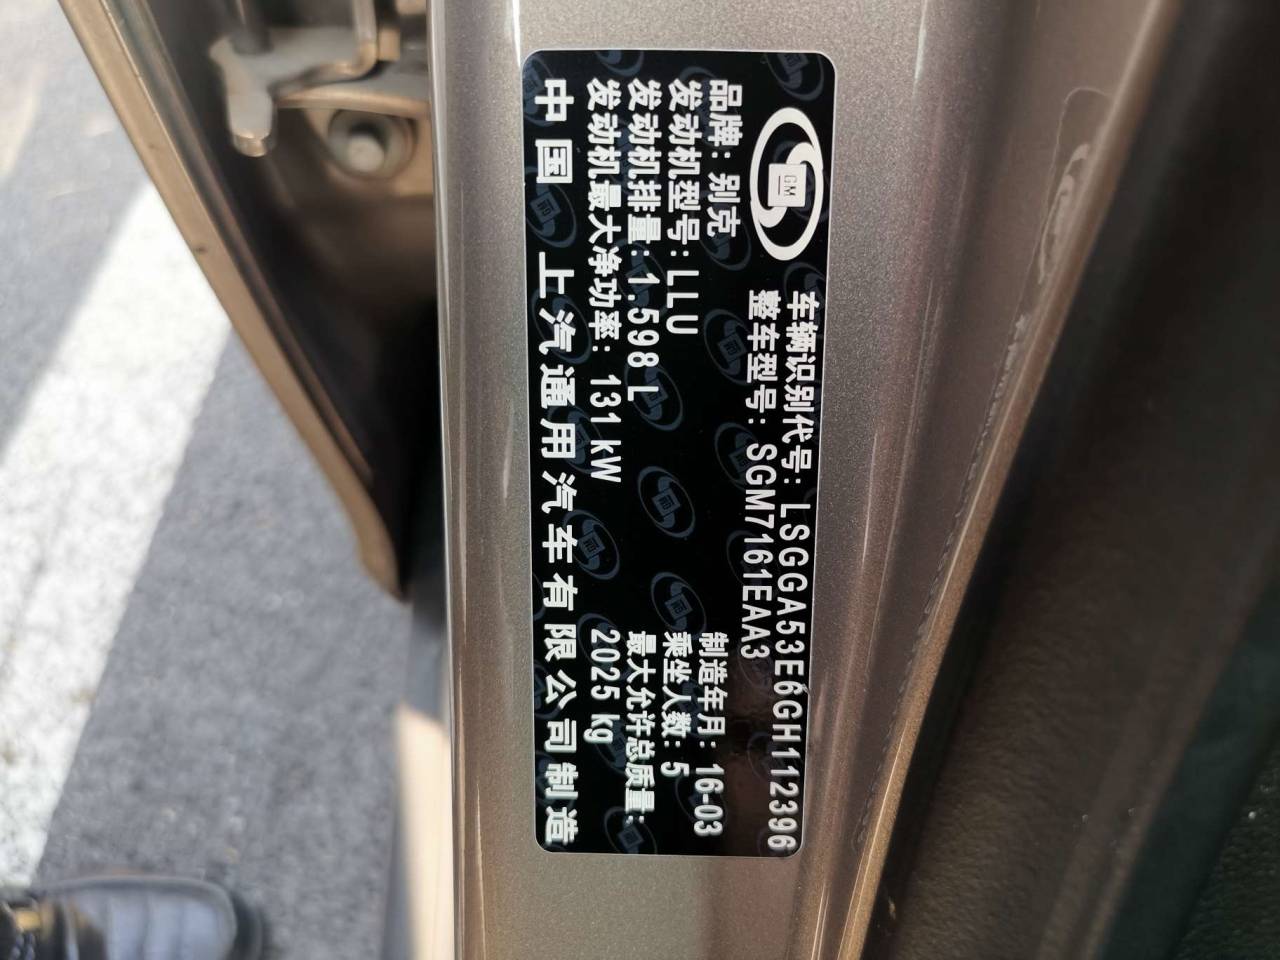 GM
车辆识别代号: LSGGA53E6GH112396
整车型号: SGM7161EAA3
品牌: 别克
制造年月: 16-03
发动机型号: LLU
乘坐人数: 5
发动机排量: 1.598 L
最大允许总质量:
发动机最大净功率: 131 kW
2025 kg
中国 上汽通用汽车有限公司制造